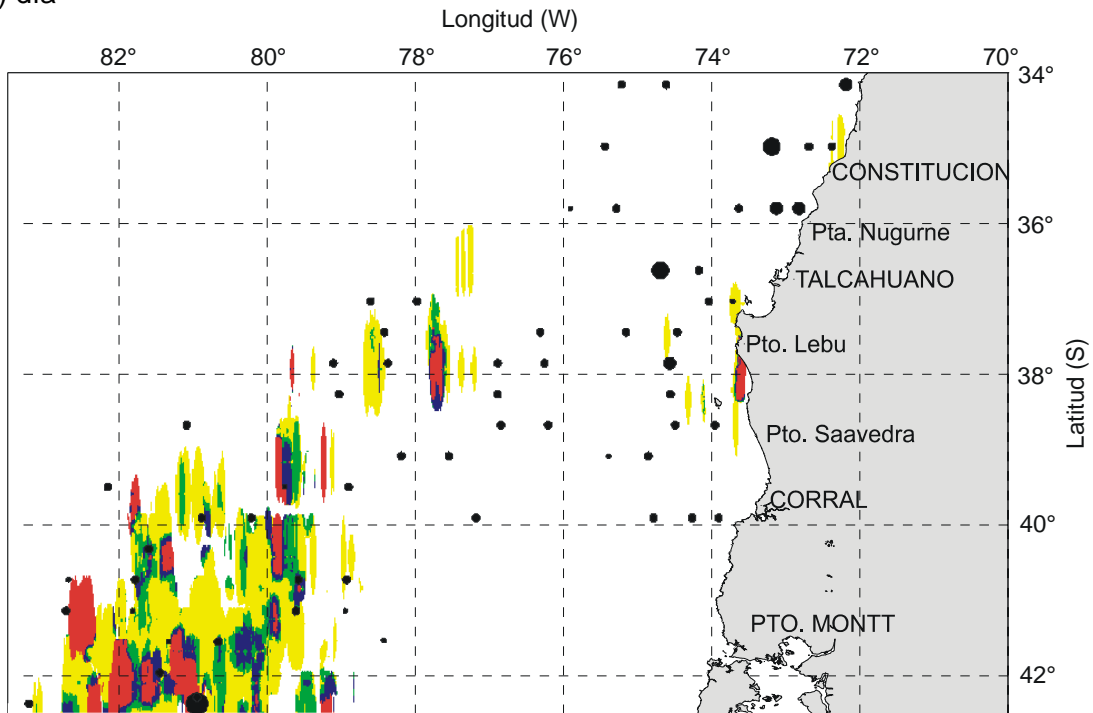 ) dia
Longitud (W)
82° 80° 78° 76° 74° 72° 70°
34°
CONSTITUCION
36°
Pta. Nugurne
TALCAHUANO
Pto. Lebu
38°
Latitud (S)
Pto. Saavedra
CORRAL
40°
PTO. MONTT
42°